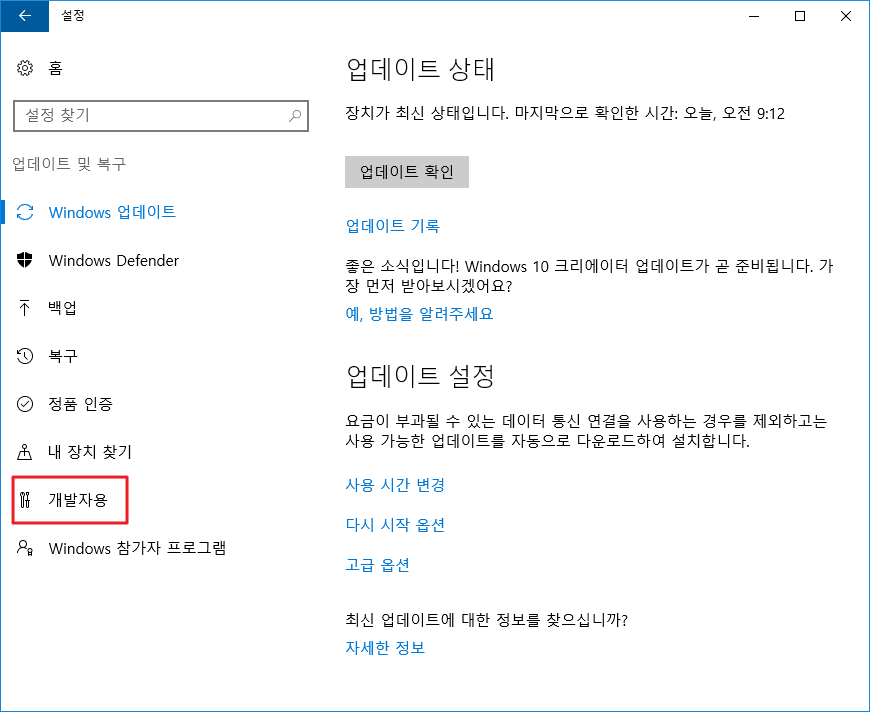 설정
홈
설정 찾기
업데이트 및 복구
Windows 업데이트
Windows Defender
백업
복구
정품 인증
내 장치 찾기
개발자용
Windows 참가자 프로그램
업데이트 상태
장치가 최신 상태입니다. 마지막으로 확인한 시간: 오늘, 오전 9:12
업데이트 확인
업데이트 기록
좋은 소식입니다! Windows 10 크리에이터 업데이트가 곧 준비됩니다. 가
장 먼저 받아보시겠어요?
예, 방법을 알려주세요
업데이트 설정
요금이 부과될 수 있는 데이터 통신 연결을 사용하는 경우를 제외하고는
사용 가능한 업데이트를 자동으로 다운로드하여 설치합니다.
사용 시간 변경
다시 시작 옵션
고급 옵션
최신 업데이트에 대한 정보를 찾으십니까?
자세한 정보